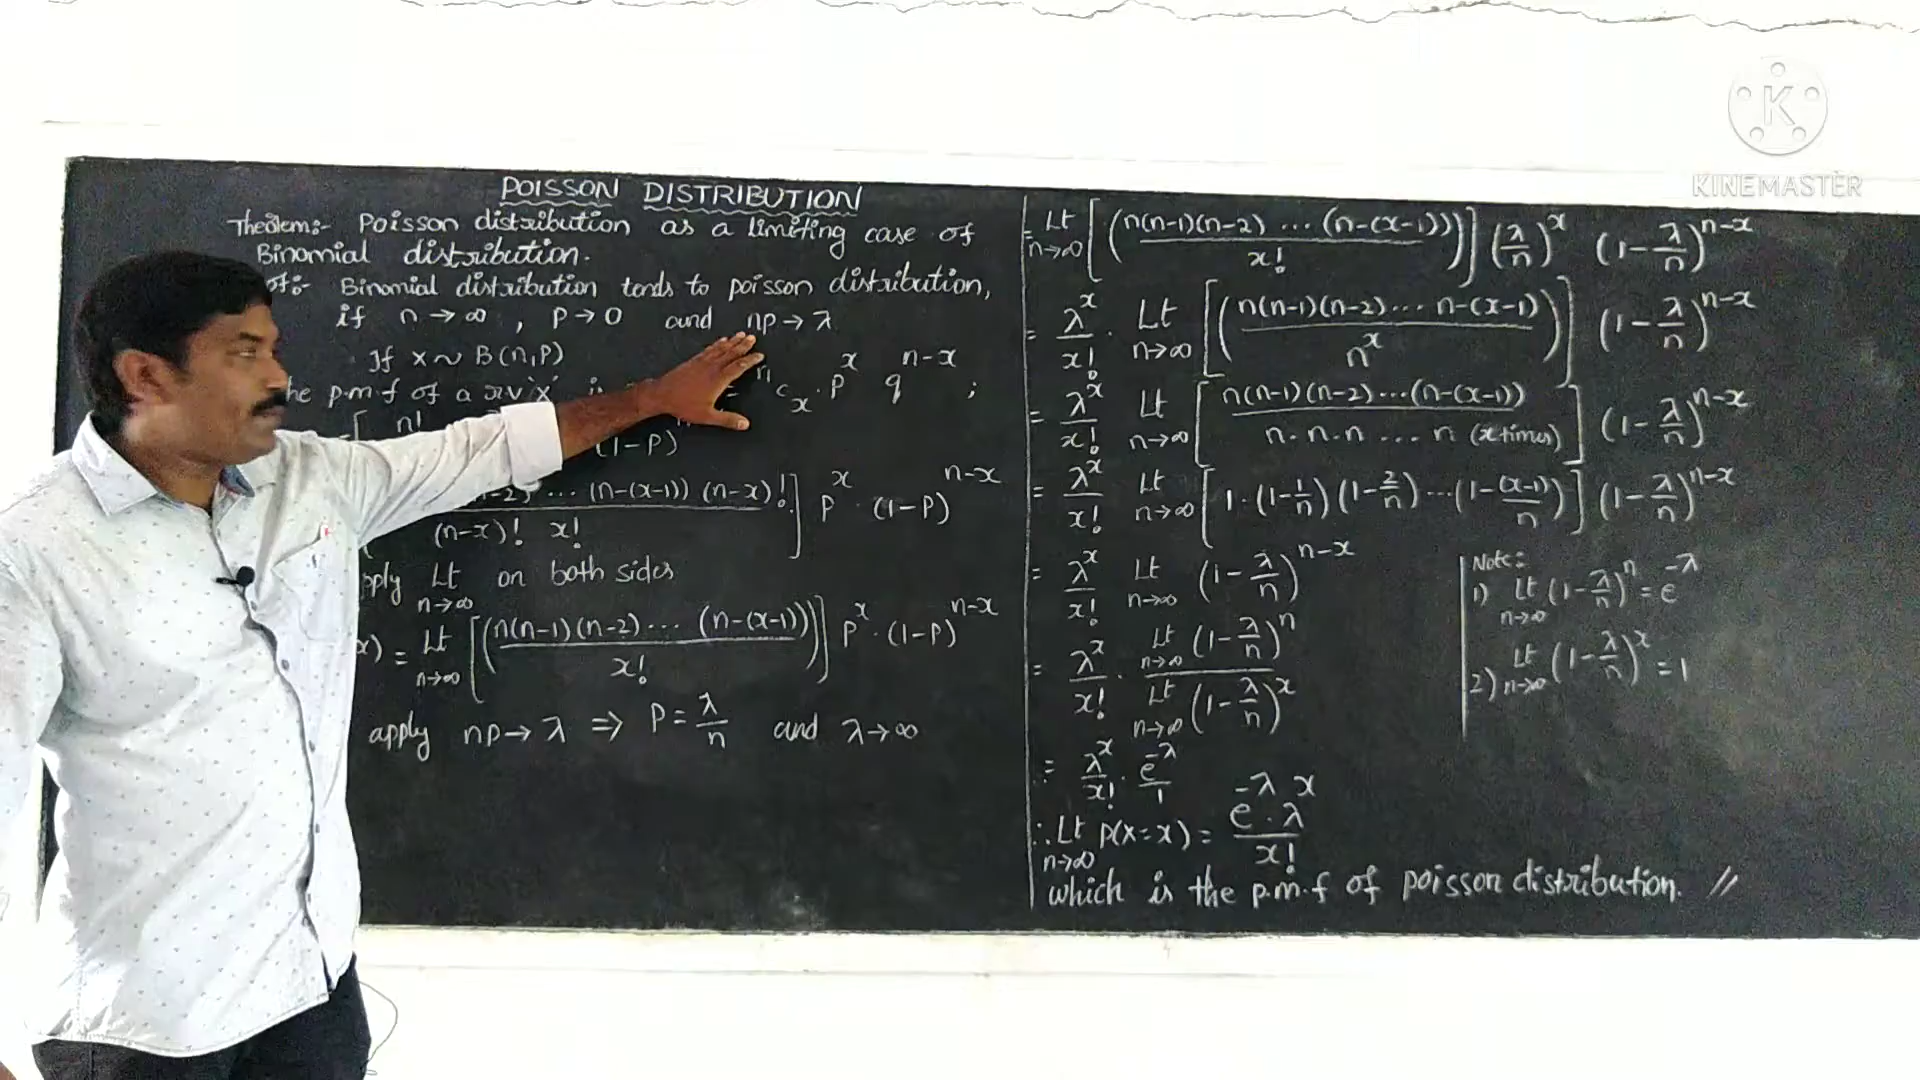 POISSON DISTRIBUTION
Theorem:- Poisson distribution as a limiting case of
Binomial distribution.
Binomial distribution tends to poisson distribution,
if n→∞, p→0 and np→λ
If x∼B(n,p)
p.m.f of a r.v 'x' is = ⁿcₓ·p^x q^(n-x) ;
n! (1-p)
(n-2) ... (n-(x-1)) (n-x)! / (n-x)! x! ] p^x · (1-p)^(n-x)
Lt n→∞ on both sides
= Lt n→∞ [(n(n-1)(n-2)... (n-(x-1))) / x!] p^x · (1-p)^(n-x)
apply np→λ ⇒ p = λ/n and λ→∞
= Lt n→∞ [(n(n-1)(n-2) ... (n-(x-1))) / x!] (λ/n)^x (1-λ/n)^(n-x)
= λ^x/x! · Lt n→∞ [(n(n-1)(n-2)... n-(x-1)) / n^x] (1-λ/n)^(n-x)
= λ^x/x! Lt n→∞ [n(n-1)(n-2)...(n-(x-1)) / n·n·n ... n (x times)] (1-λ/n)^(n-x)
= λ^x/x! Lt n→∞ [1·(1-1/n)(1-2/n)...(1-(x-1)/n)] (1-λ/n)^(n-x)
= λ^x/x! Lt n→∞ (1-λ/n)^(n-x)
= λ^x/x! · Lt n→∞ (1-λ/n)^n / Lt n→∞ (1-λ/n)^x
= λ^x/x! · e^-λ/1
∴ Lt n→∞ p(x=x) = e^-λ · λ^x / x!
which is the p.m.f of poisson distribution. //
Note:
1) Lt n→∞ (1-λ/n)^n = e^-λ
2) Lt n→∞ (1-λ/n)^x = 1
K
KINEMASTER